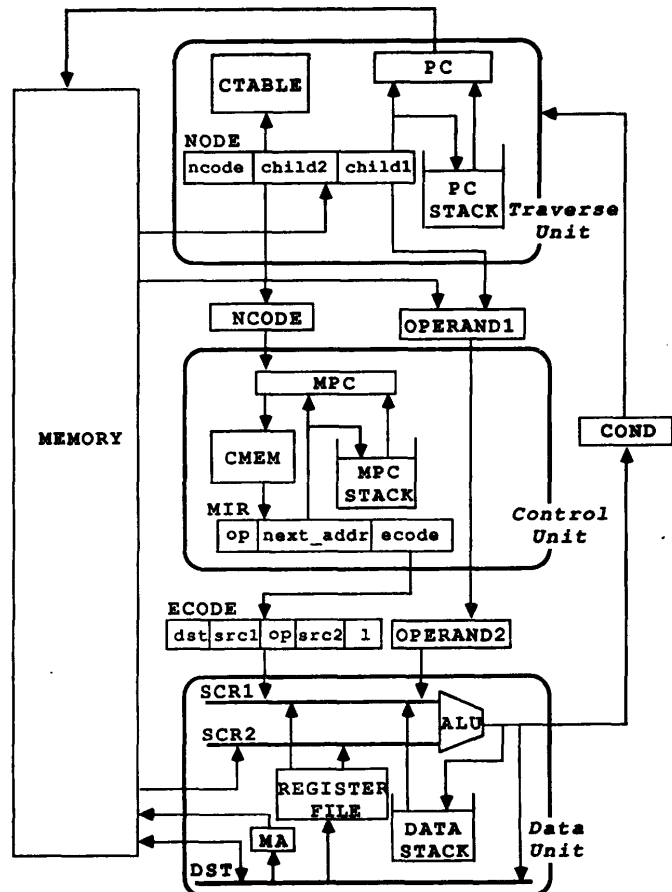 PC
CTABLE
NODE
ncode child2 child1
PC
STACK
Traverse
Unit
NCODE
OPERAND1
MEMORY
MPC
COND
CMEM
MPC
STACK
MIR
op next_addr ecode
Control
Unit
ECODE
dst src1 op src2 l
OPERAND2
SCR1
ALU
SCR2
REGISTER
FILE
DATA
STACK
MA
Data
Unit
DST